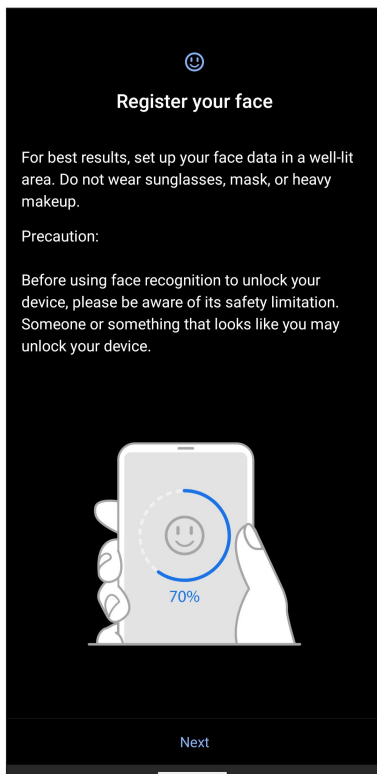 Register your face
For best results, set up your face data in a well-lit
area. Do not wear sunglasses, mask, or heavy
makeup.
Precaution:
Before using face recognition to unlock your
device, please be aware of its safety limitation.
Someone or something that looks like you may
unlock your device.
70%
Next